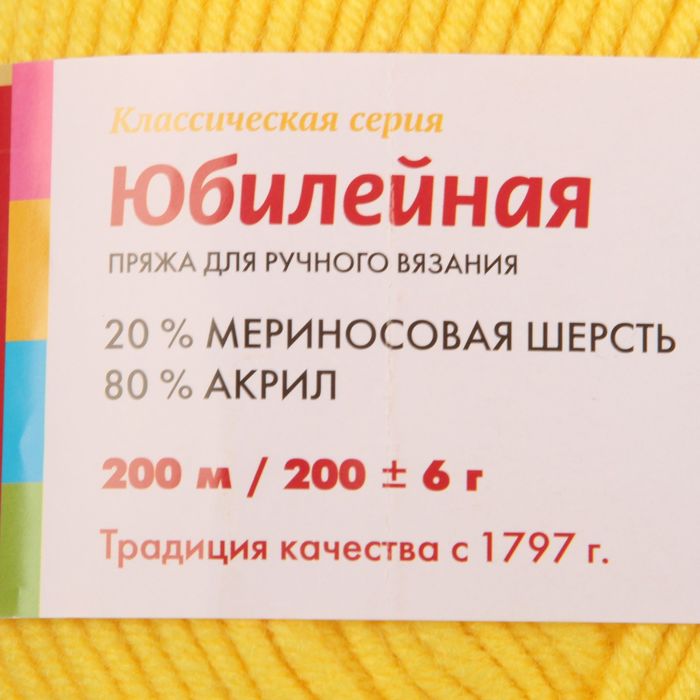 Классическая серия
Юбилейная
ПРЯЖА ДЛЯ РУЧНОГО ВЯЗАНИЯ
20 % МЕРИНОСОВАЯ ШЕРСТЬ
80 % АКРИЛ
200 м / 200 ± 6 г
Традиция качества с 1797 г.